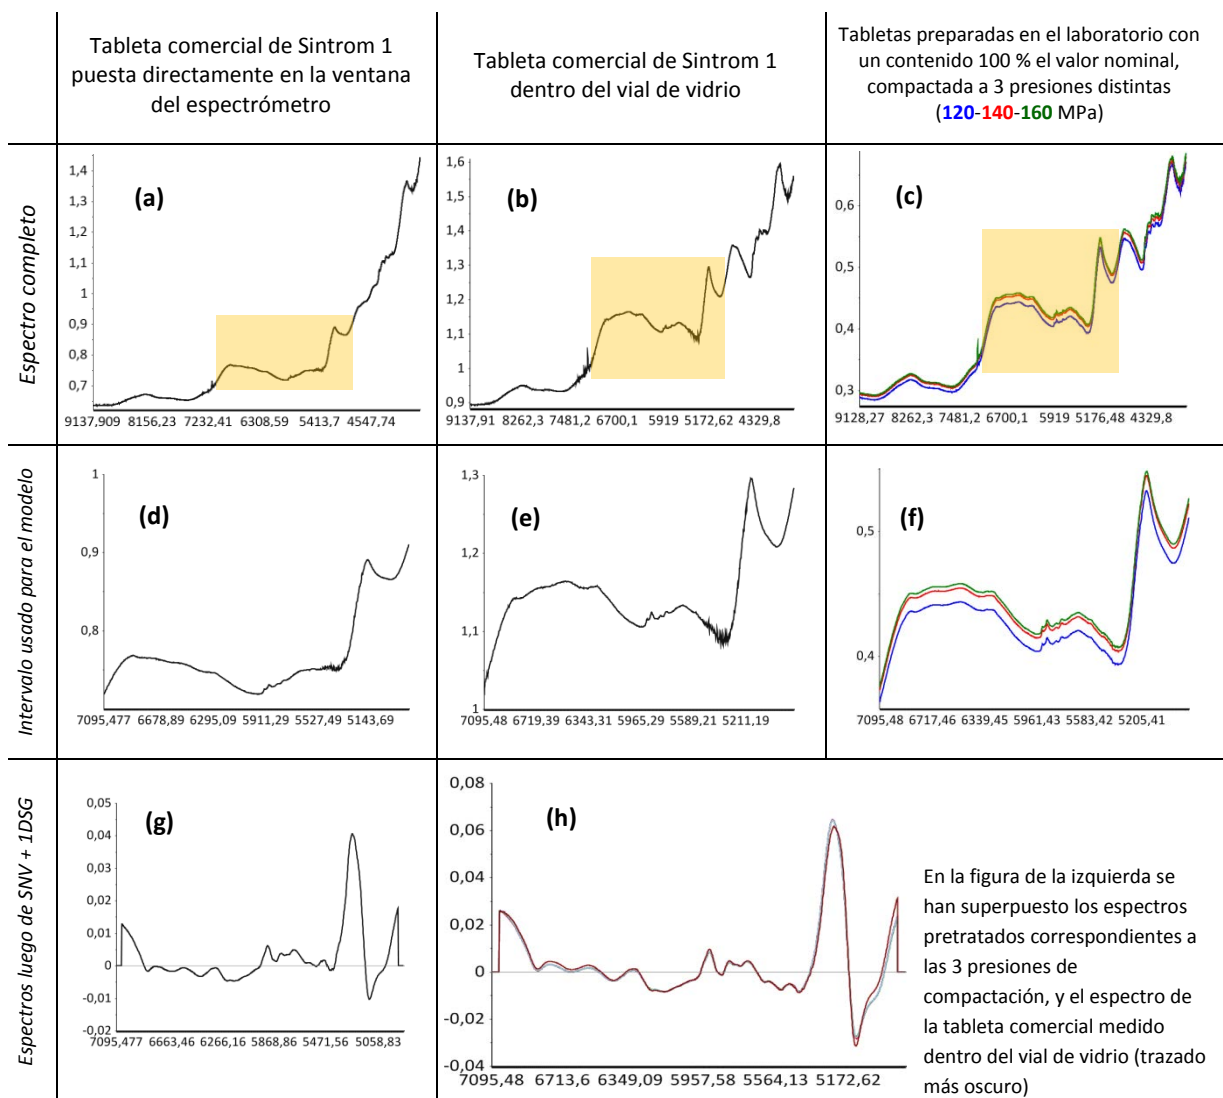 Tableta comercial de Sintrom 1
puesta directamente en la ventana
del espectrómetro
Tableta comercial de Sintrom 1
dentro del vial de vidrio
Tabletas preparadas en el laboratorio con
un contenido 100 % el valor nominal,
compactada a 3 presiones distintas
(120-140-160 MPa)
Espectro completo
(a)
1,4
1,3
1,2
1,1
1
0,9
0,8
0,7
9137,909 8156,23 7232,41 6308,59 5413,7 4547,74
(b)
1,6
1,5
1,4
1,3
1,2
1,1
1
0,9
9137,91 8262,3 7481,2 6700,1 5919 5172,62 4329,8
(c)
0,6
0,5
0,4
0,3
9128,27 8262,3 7481,2 6700,1 5919 5176,48 4329,8
Intervalo usado para el modelo
(d)
1
0,9
0,8
7095,477 6678,89 6295,09 5911,29 5527,49 5143,69
(e)
1,3
1,2
1,1
1
7095,48 6719,39 6343,31 5965,29 5589,21 5211,19
(f)
0,5
0,4
7095,48 6717,46 6339,45 5961,43 5583,42 5205,41
Espectros luego de SNV + 1DSG
(g)
0,05
0,04
0,03
0,02
0,01
0
-0,01
-0,02
7095,477 6663,46 6266,16 5868,86 5471,56 5058,83
(h)
0,08
0,06
0,04
0,02
0
-0,02
-0,04
7095,48 6713,6 6349,09 5957,58 5564,13 5172,62
En la figura de la izquierda se
han superpuesto los espectros
pretratados correspondientes a
las 3 presiones de
compactación, y el espectro de
la tableta comercial medido
dentro del vial de vidrio (trazado
más oscuro)